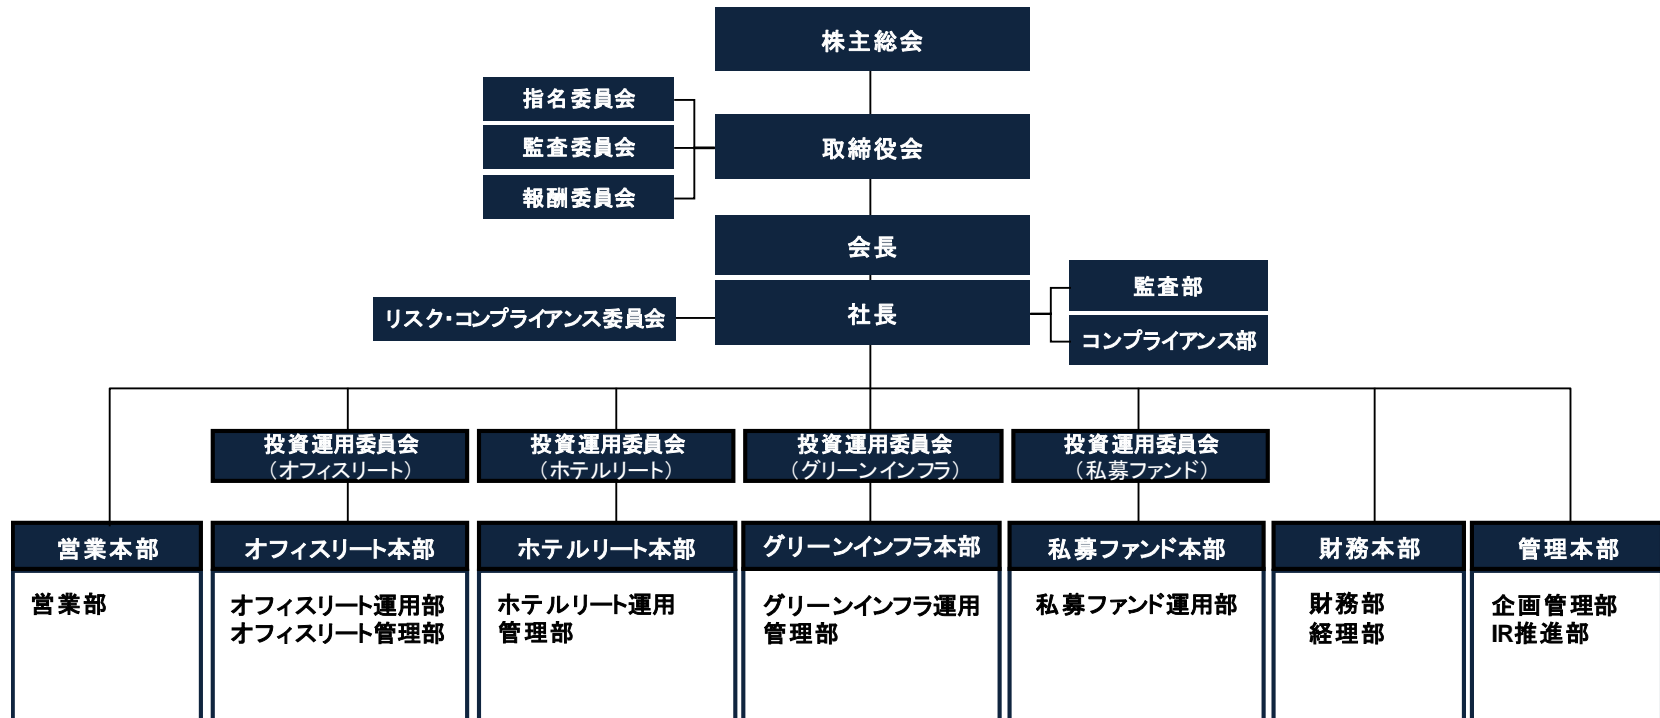 株主総会
指名委員会
監査委員会
報酬委員会
取締役会
会長
社長
リスク・コンプライアンス委員会
監査部
コンプライアンス部
投資運用委員会
（オフィスリート）
投資運用委員会
（ホテルリート）
投資運用委員会
（グリーンインフラ）
投資運用委員会
（私募ファンド）
営業本部
営業部
オフィスリート本部
オフィスリート運用部
オフィスリート管理部
ホテルリート本部
ホテルリート運用
管理部
グリーンインフラ本部
グリーンインフラ運用
管理部
私募ファンド本部
私募ファンド運用部
財務本部
財務部
経理部
管理本部
企画管理部
IR推進部